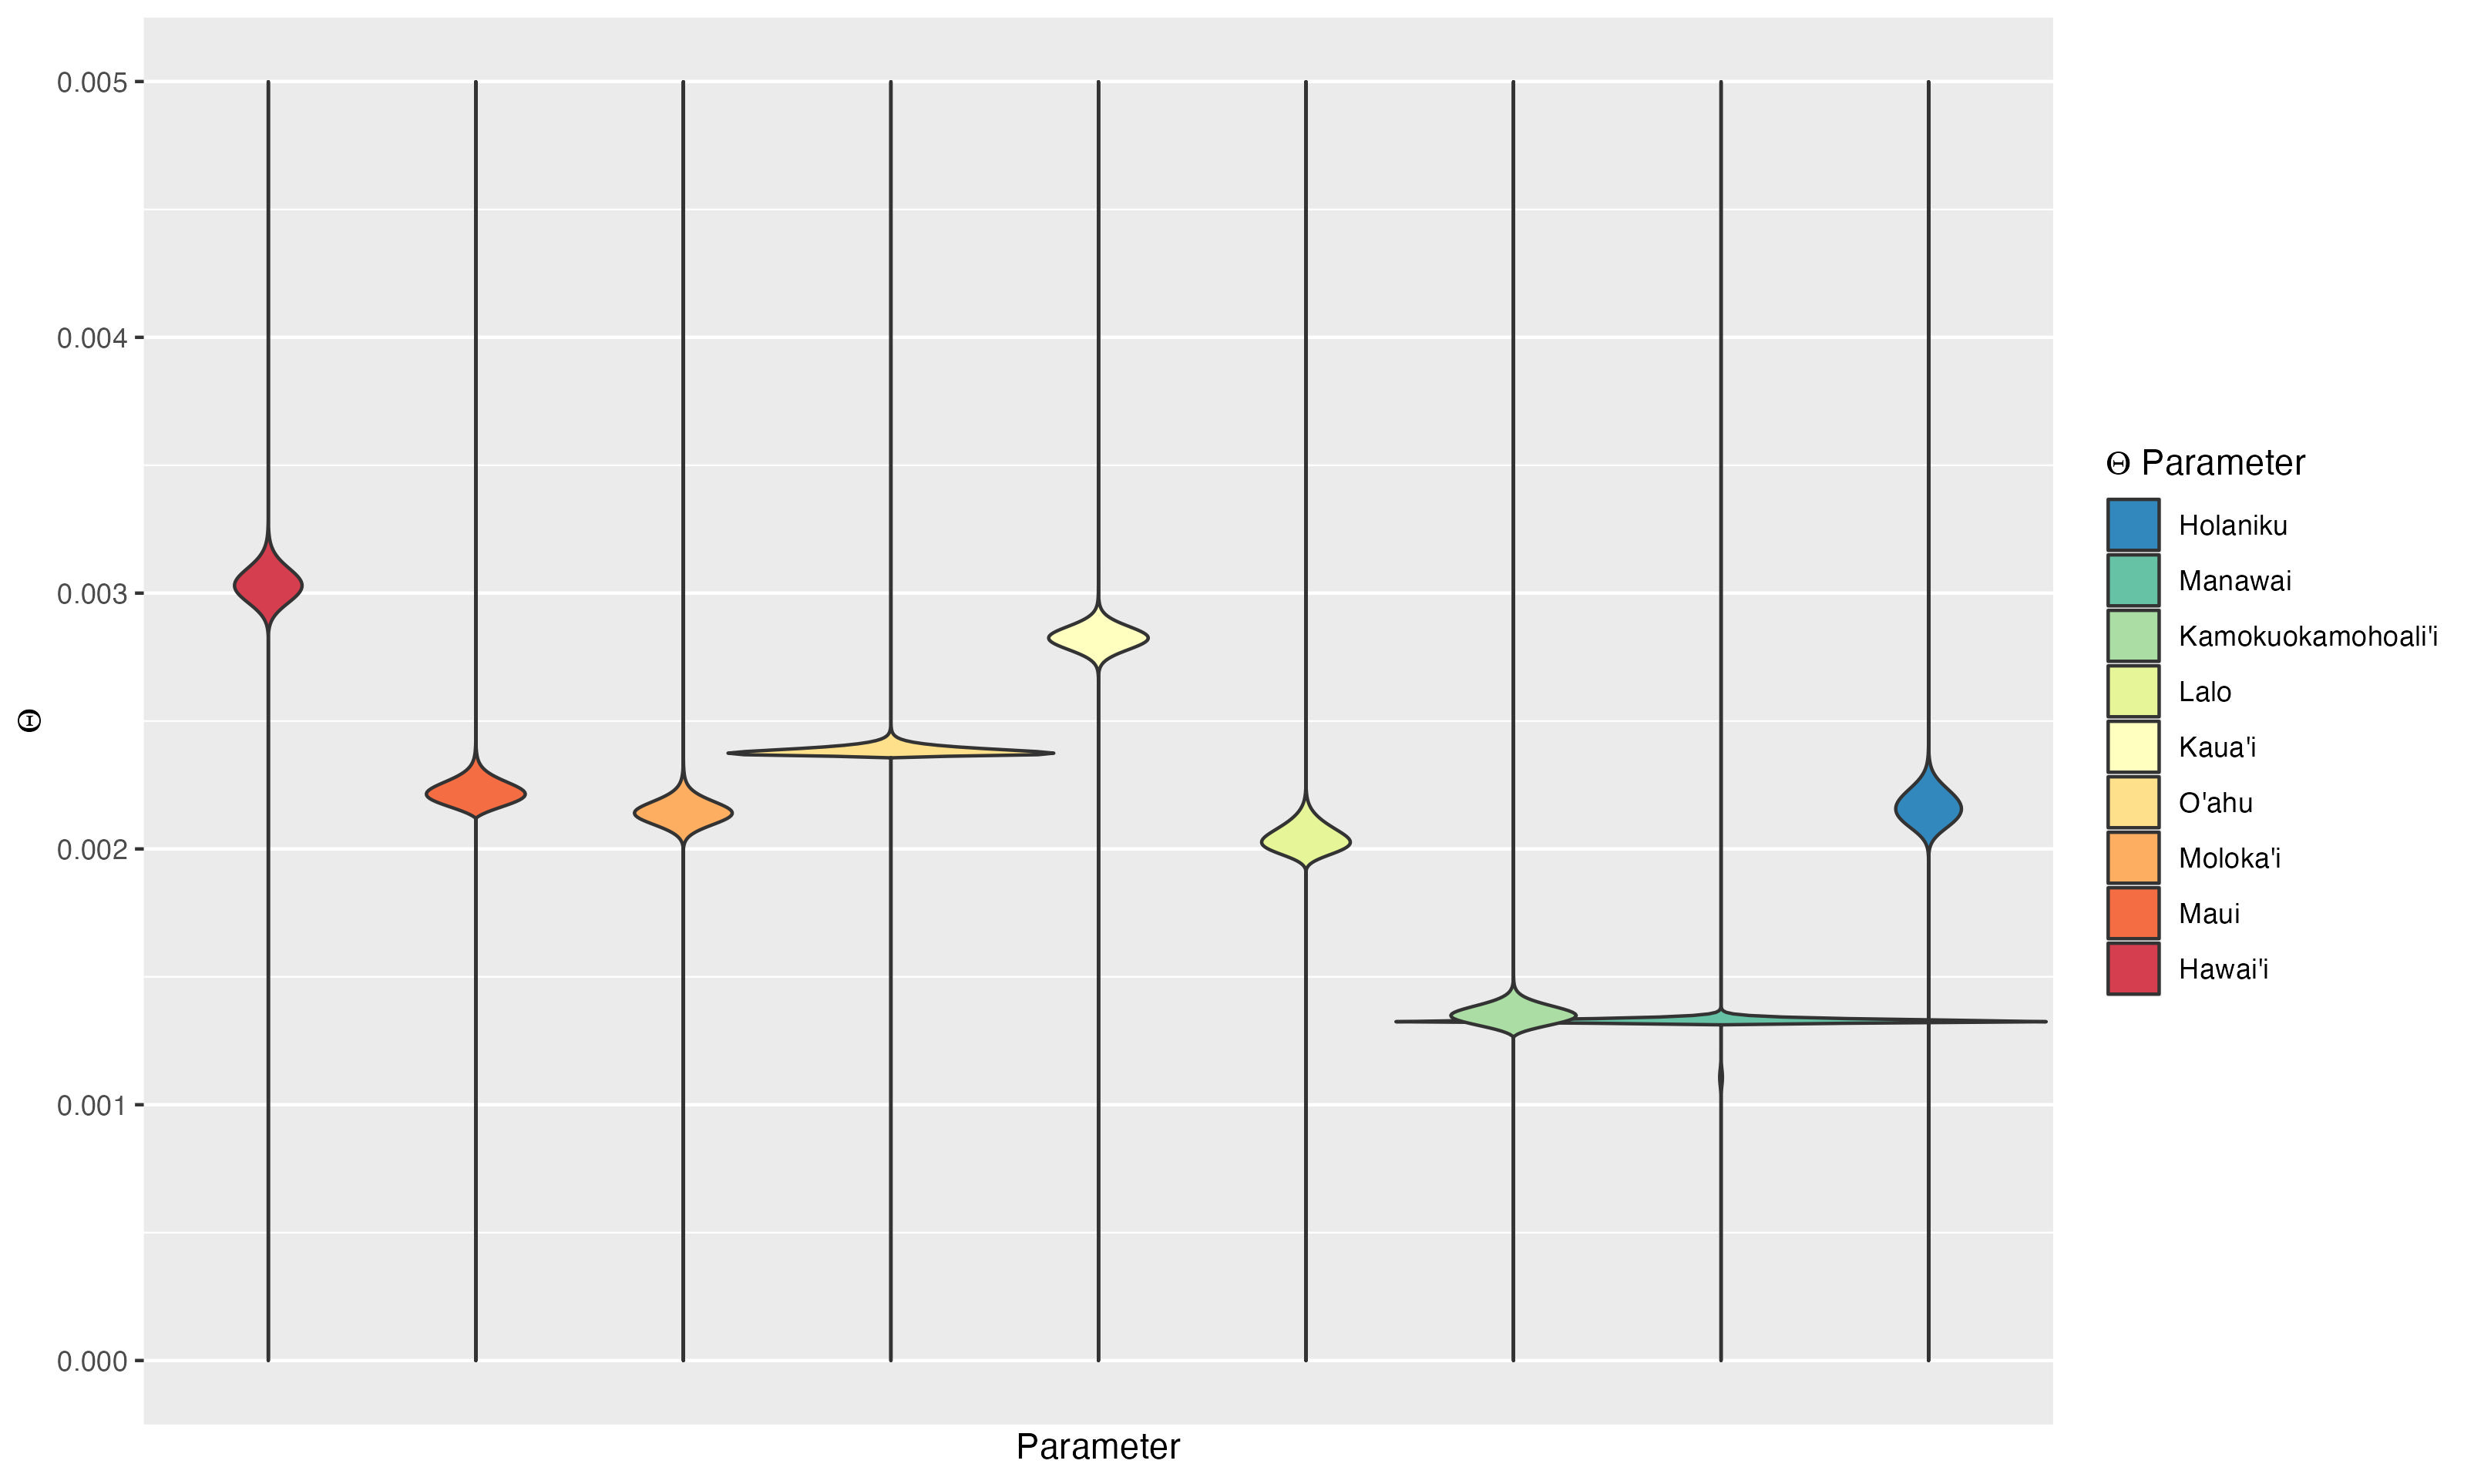 0.005
0.004
0.003
0.002
0.001
0.000
Θ
Parameter
Θ Parameter
Holaniku
Manawai
Kamokuokamohoali'i
Lalo
Kaua'i
O'ahu
Moloka'i
Maui
Hawai'i